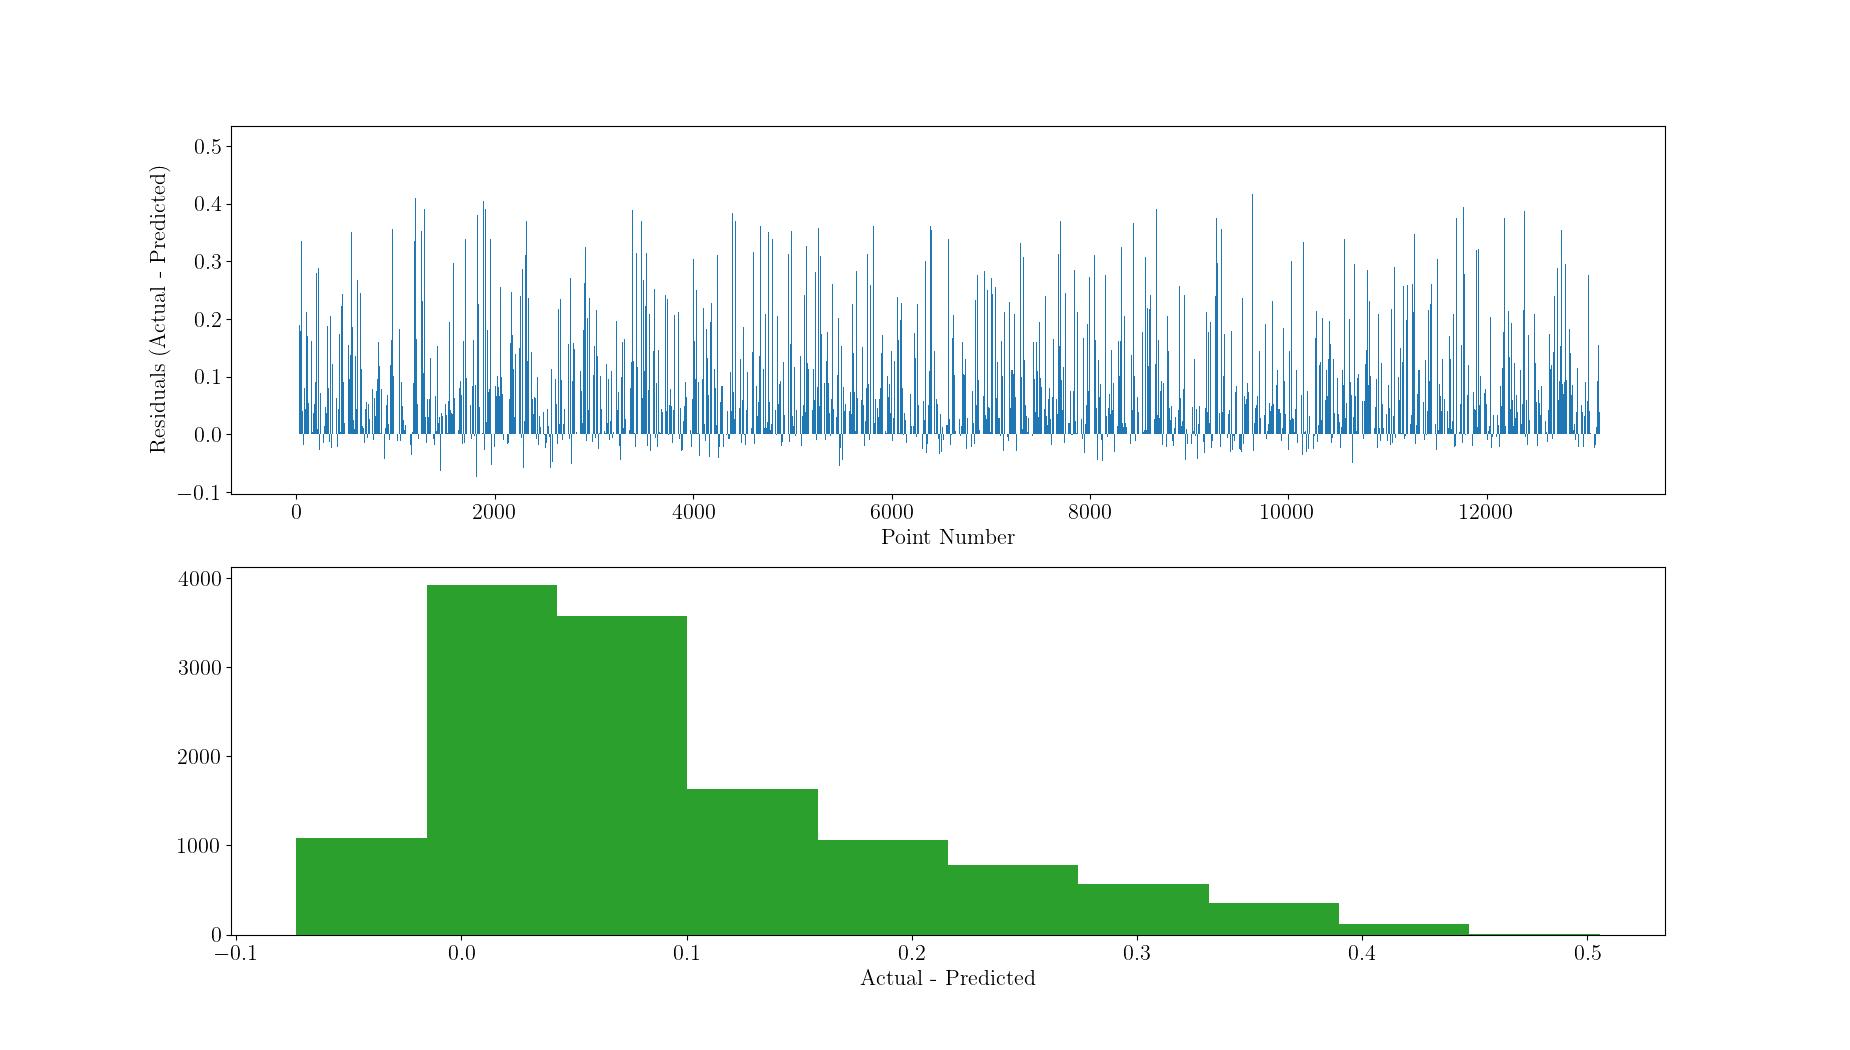 Residuals (Actual - Predicted)
0.5
0.4
0.3
0.2
0.1
0.0
−0.1
0 2000 4000 6000 8000 10000 12000
Point Number
4000
3000
2000
1000
0
−0.1 0.0 0.1 0.2 0.3 0.4 0.5
Actual - Predicted